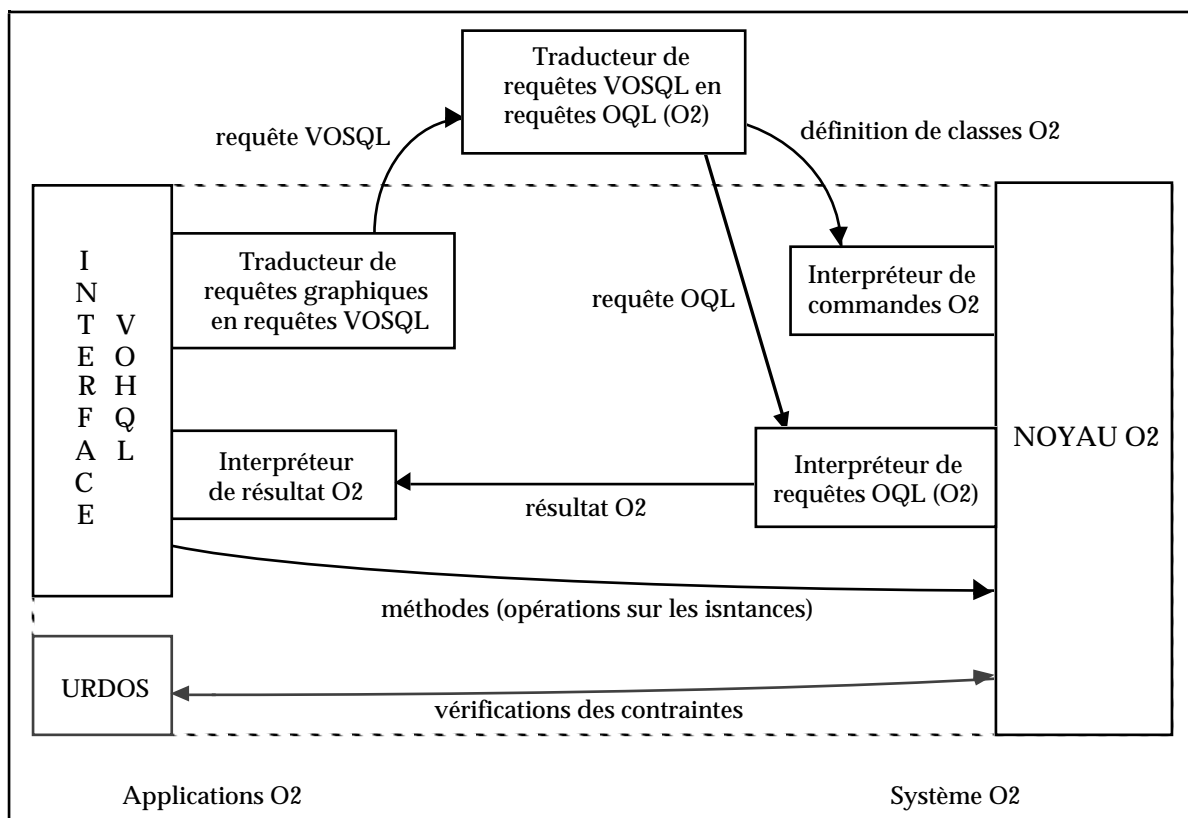 Traducteur de
requêtes VOSQL en
requêtes OQL (O2)
requête VOSQL
définition de classes O2
INTERFACE
VOHQL
Traducteur de
requêtes graphiques
en requêtes VOSQL
Interpréteur de
commandes O2
requête OQL
NOYAU O2
Interpréteur
de résultat O2
Interpréteur de
requêtes OQL (O2)
résultat O2
méthodes (opérations sur les isntances)
URDOS
vérifications des contraintes
Applications O2
Système O2